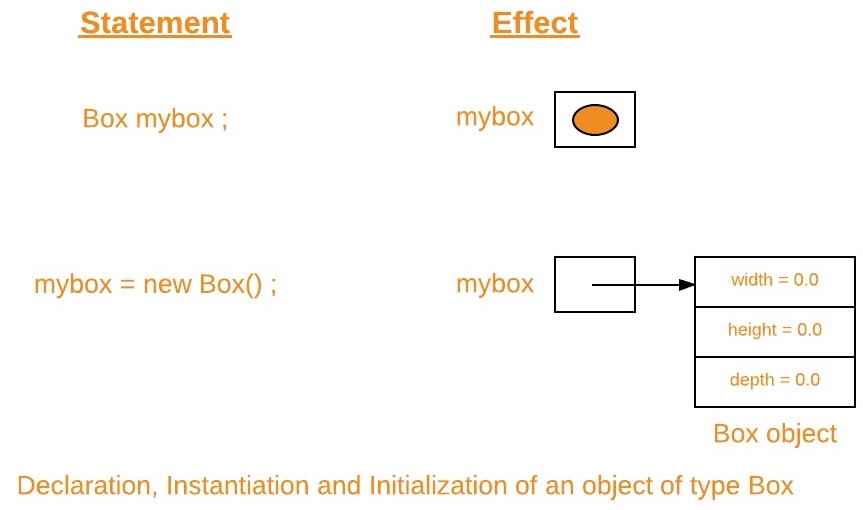 Statement
Effect
Box mybox ;
mybox
mybox = new Box() ;
mybox
width = 0.0
height = 0.0
depth = 0.0
Box object
Declaration, Instantiation and Initialization of an object of type Box